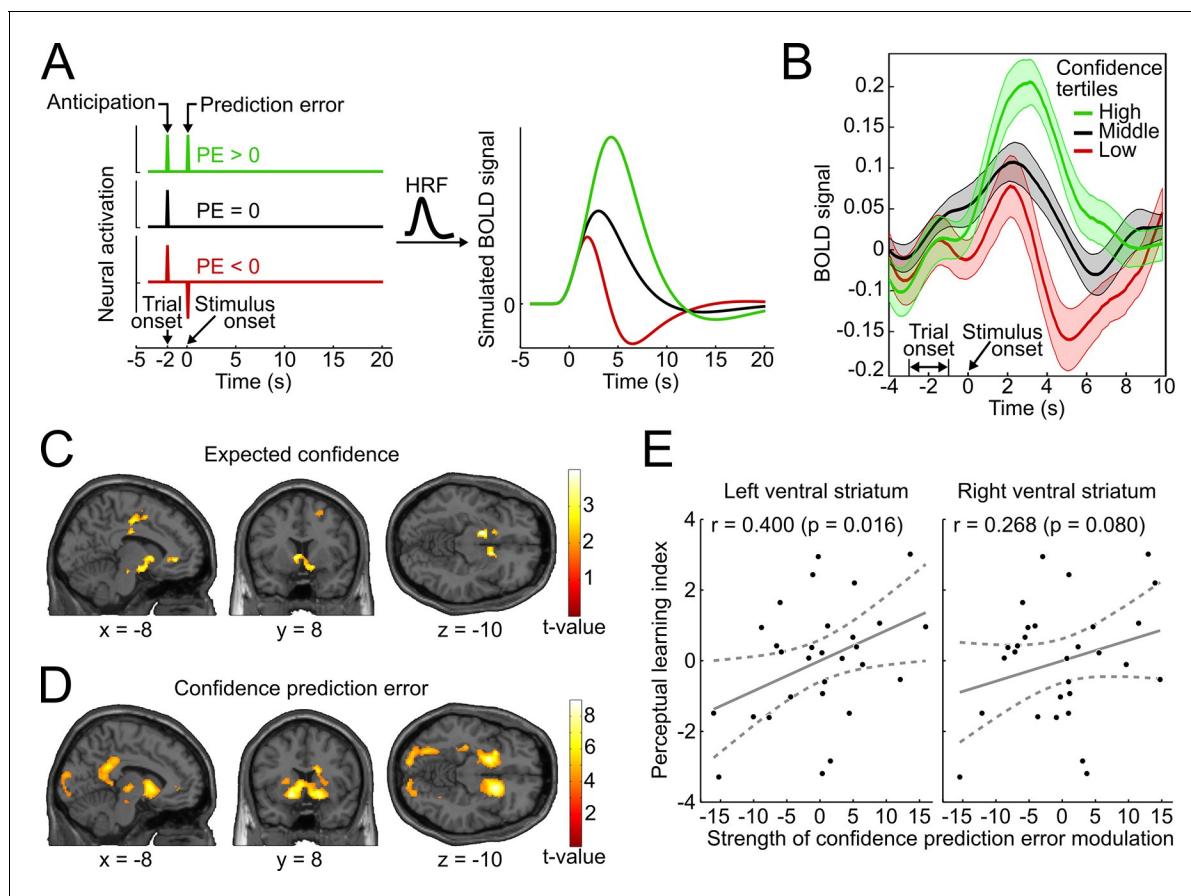 A
Anticipation
Prediction error
PE > 0
PE = 0
PE < 0
Neural activation
Trial
onset
Stimulus
onset
-5
-2
0
5
10
15
20
Time (s)
HRF
Simulated BOLD signal
0
-5
0
5
10
15
20
Time (s)
B
Confidence
tertiles
High
Middle
Low
BOLD signal
0.2
0.15
0.1
0.05
0
-0.1
-0.15
-0.2
Trial
onset
Stimulus
onset
-4
-2
0
2
4
6
8
10
Time (s)
C
Expected confidence
x = -8
y = 8
z = -10
3
2
1
t-value
D
Confidence prediction error
x = -8
y = 8
z = -10
8
6
4
2
t-value
E
Left ventral striatum
Right ventral striatum
r = 0.400 (p = 0.016)
r = 0.268 (p = 0.080)
Perceptual learning index
4
2
0
-2
-4
-15
-10
-5
0
5
10
15
-15
-10
-5
0
5
10
15
Strength of confidence prediction error modulation